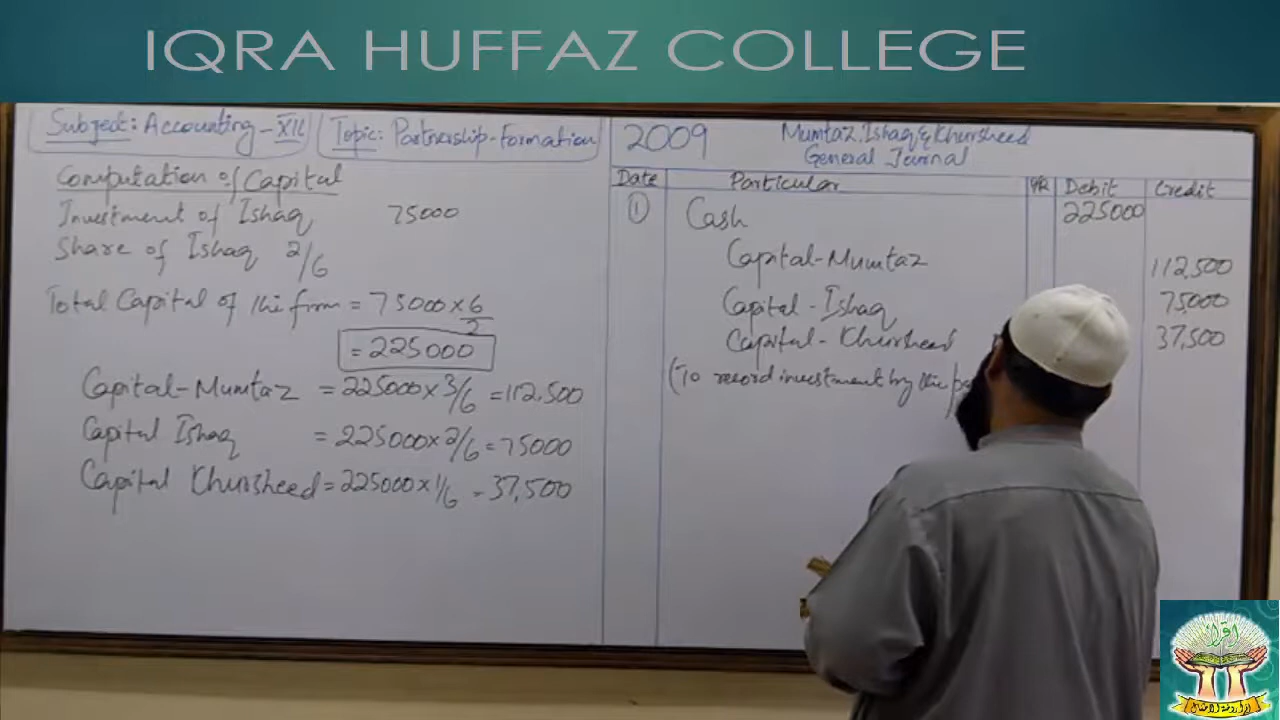 IQRA HUFFAZ COLLEGE
Subject: Accounting-XII
Topic: Partnership-Formation
Computation of Capital
Investment of Ishaq 75000
Share of Ishaq 2/6
Total Capital of the firm = 75000 × 6/2
= 225000
Capital-Mumtaz = 225000×3/6 = 112,500
Capital Ishaq = 225000×2/6 = 75000
Capital Khursheed = 225000×1/6 = 37,500
2009
Mumtaz, Ishaq & Khursheed
General Journal
Date Particular P/R Debit Credit
① Cash 225000
Capital-Mumtaz 112,500
Capital-Ishaq 75,000
Capital-Khursheed 37,500
(To record investment by the
اقرأ